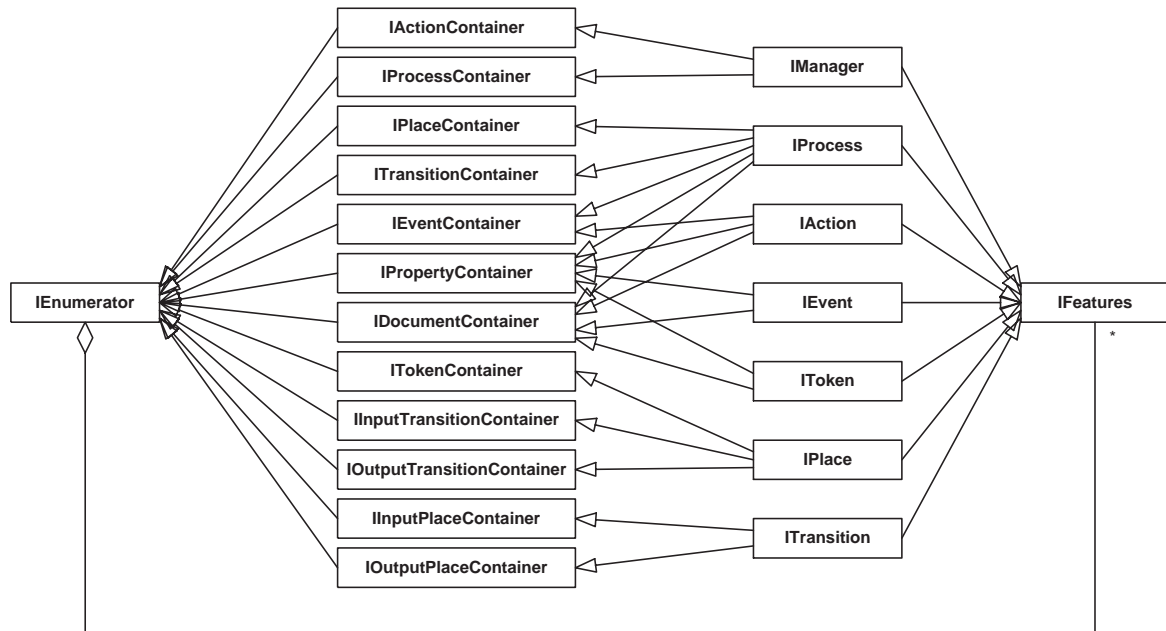 IActionContainer
IProcessContainer
IPlaceContainer
ITransitionContainer
IEventContainer
IPropertyContainer
IDocumentContainer
ITokenContainer
IInputTransitionContainer
IOutputTransitionContainer
IInputPlaceContainer
IOutputPlaceContainer
IEnumerator
IManager
IProcess
IAction
IEvent
IToken
IPlace
ITransition
IFeatures
*